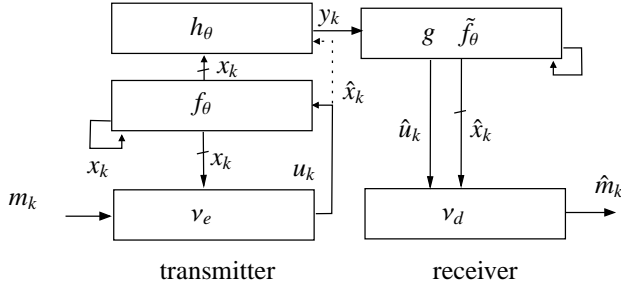 h_θ
y_k
g f̃_θ
x_k
x̂_k
f_θ
û_k
x̂_k
x_k
x_k
u_k
m_k
ν_e
ν_d
m̂_k
transmitter
receiver